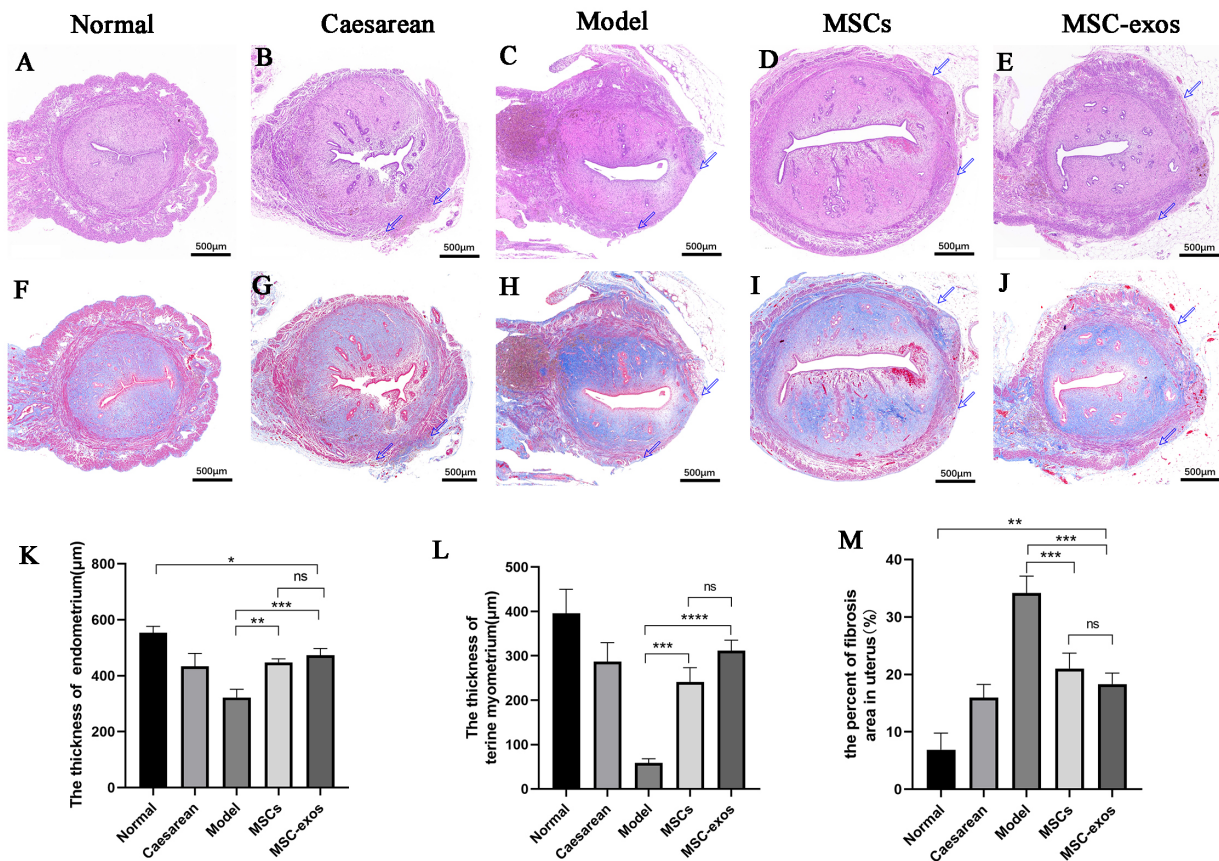 Normal
Caesarean
Model
MSCs
MSC-exos
A
B
C
D
E
500μm
500μm
500μm
500μm
500μm
F
G
H
I
J
500μm
500μm
500μm
500μm
500μm
K
The thickness of endometrium(μm)
800
600
400
200
0
*
ns
***
**
Normal
Caesarean
Model
MSCs
MSC-exos
L
The thickness of
terine myometrium(μm)
500
400
300
200
100
0
ns
****
***
Normal
Caesarean
Model
MSCs
MSC-exos
M
the percent of fibrosis
area in uterus(%)
40
30
20
10
0
**
***
***
ns
Normal
Caesarean
Model
MSCs
MSC-exos